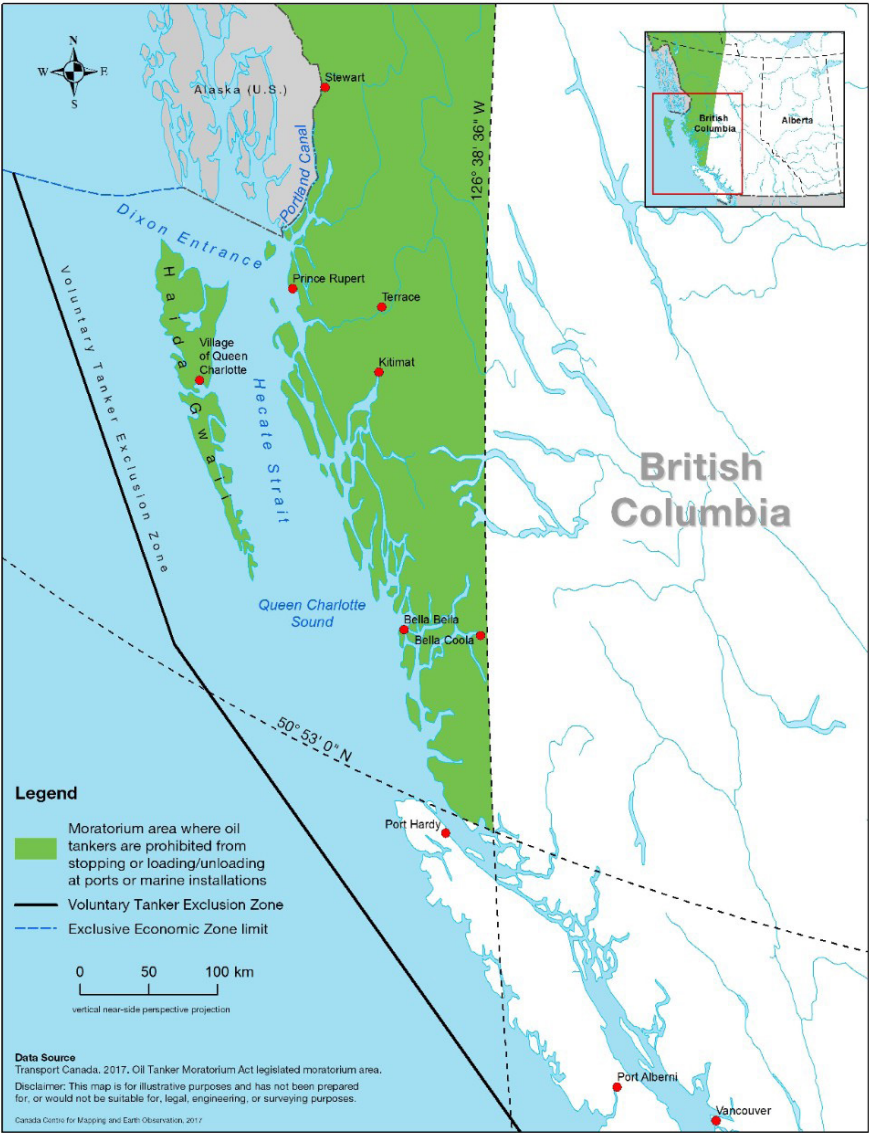 N
W
E
S
Alaska (U.S.)
Stewart
Portland Canal
126° 38' 36" W
British
Columbia
Alberta
Dixon Entrance
Prince Rupert
Terrace
Haida Gwaii
Village
of Queen
Charlotte
Kitimat
Voluntary Tanker Exclusion Zone
Hecate Strait
British
Columbia
Queen Charlotte
Sound
Bella Bella
Bella Coola
50° 53' 0" N
Port Hardy
Legend
Moratorium area where oil
tankers are prohibited from
stopping or loading/unloading
at ports or marine installations
Voluntary Tanker Exclusion Zone
Exclusive Economic Zone limit
0 50 100 km
vertical near-side perspective projection
Data Source
Transport Canada. 2017. Oil Tanker Moratorium Act legislated moratorium area.
Disclaimer: This map is for illustrative purposes and has not been prepared
for, or would not be suitable for, legal, engineering, or surveying purposes.
Canada Centre for Mapping and Earth Observation, 2017
Port Alberni
Vancouver